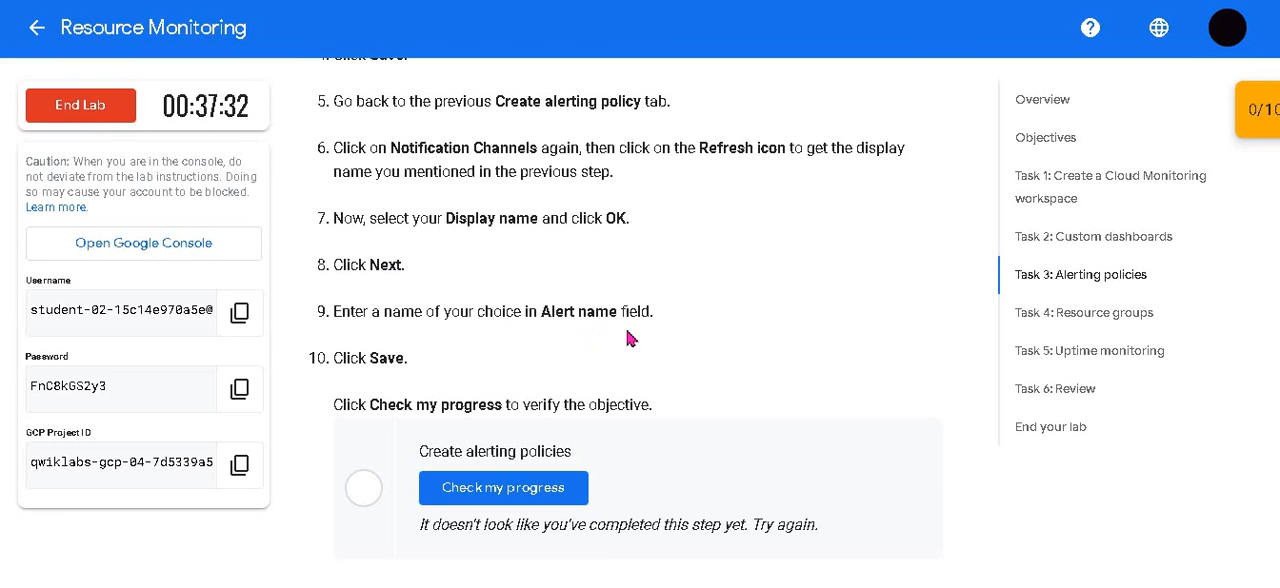 Resource Monitoring
End Lab
00:37:32
Caution: When you are in the console, do
not deviate from the lab instructions. Doing
so may cause your account to be blocked.
Learn more.
Open Google Console
Username
student-02-15c14e970a5e@
Password
FnC8kGS2y3
GCP Project ID
qwiklabs-gcp-04-7d5339a5
4. Click Save.
5. Go back to the previous Create alerting policy tab.
6. Click on Notification Channels again, then click on the Refresh icon to get the display
name you mentioned in the previous step.
7. Now, select your Display name and click OK.
8. Click Next.
9. Enter a name of your choice in Alert name field.
10. Click Save.
Click Check my progress to verify the objective.
Create alerting policies
Check my progress
It doesn't look like you've completed this step yet. Try again.
Overview
Objectives
Task 1: Create a Cloud Monitoring
workspace
Task 2: Custom dashboards
Task 3: Alerting policies
Task 4: Resource groups
Task 5: Uptime monitoring
Task 6: Review
End your lab
0/10